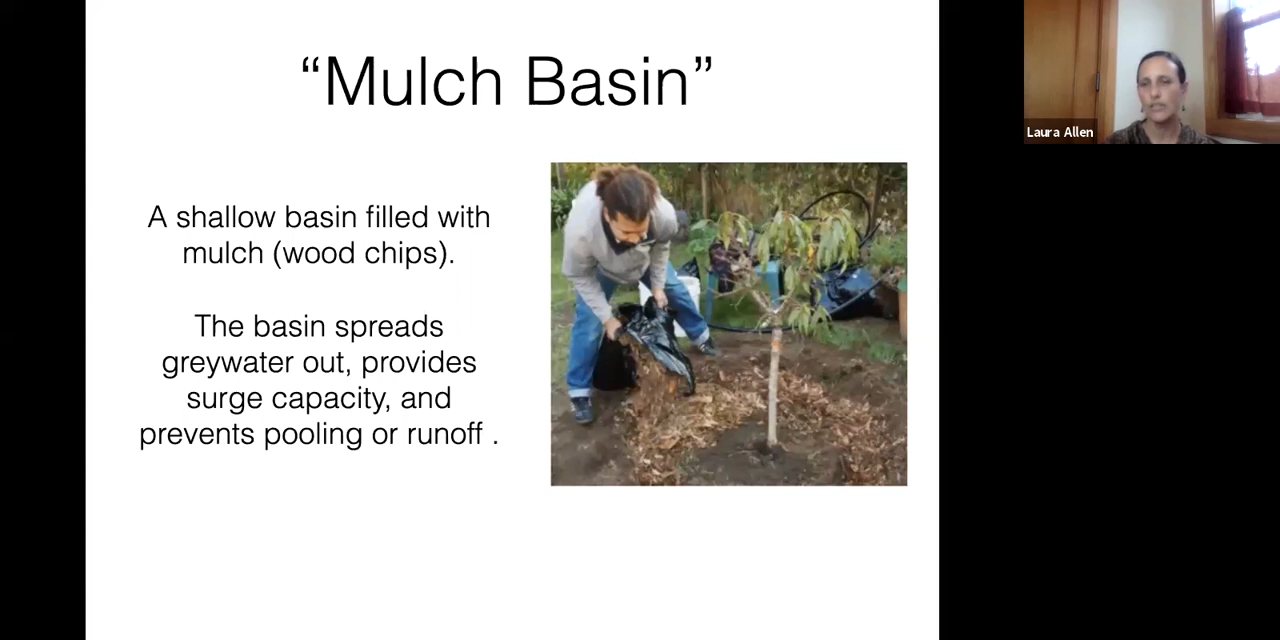 “Mulch Basin”
A shallow basin filled with
mulch (wood chips).
The basin spreads
greywater out, provides
surge capacity, and
prevents pooling or runoff .
Laura Allen